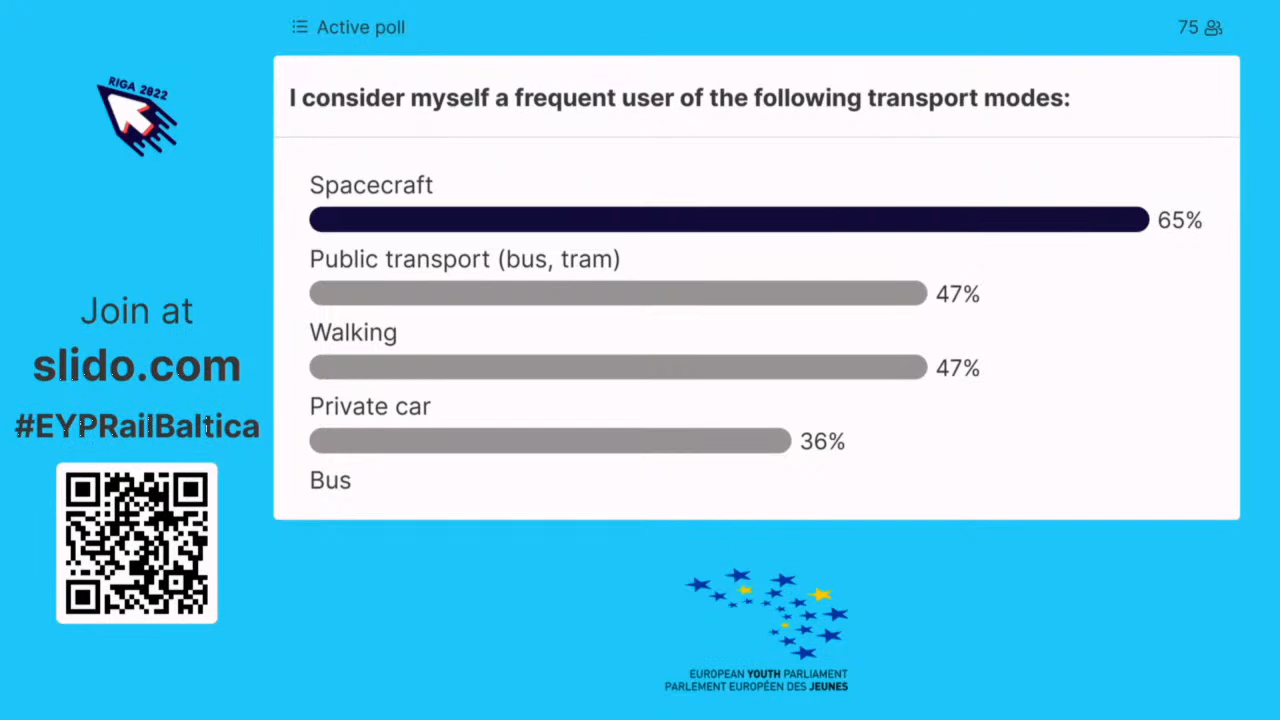 Active poll
75
RIGA 2022
I consider myself a frequent user of the following transport modes:
Spacecraft
65%
Public transport (bus, tram)
47%
Walking
47%
Private car
36%
Bus
Join at
slido.com
#EYPRailBaltica
EUROPEAN YOUTH PARLIAMENT
PARLEMENT EUROPÉEN DES JEUNES